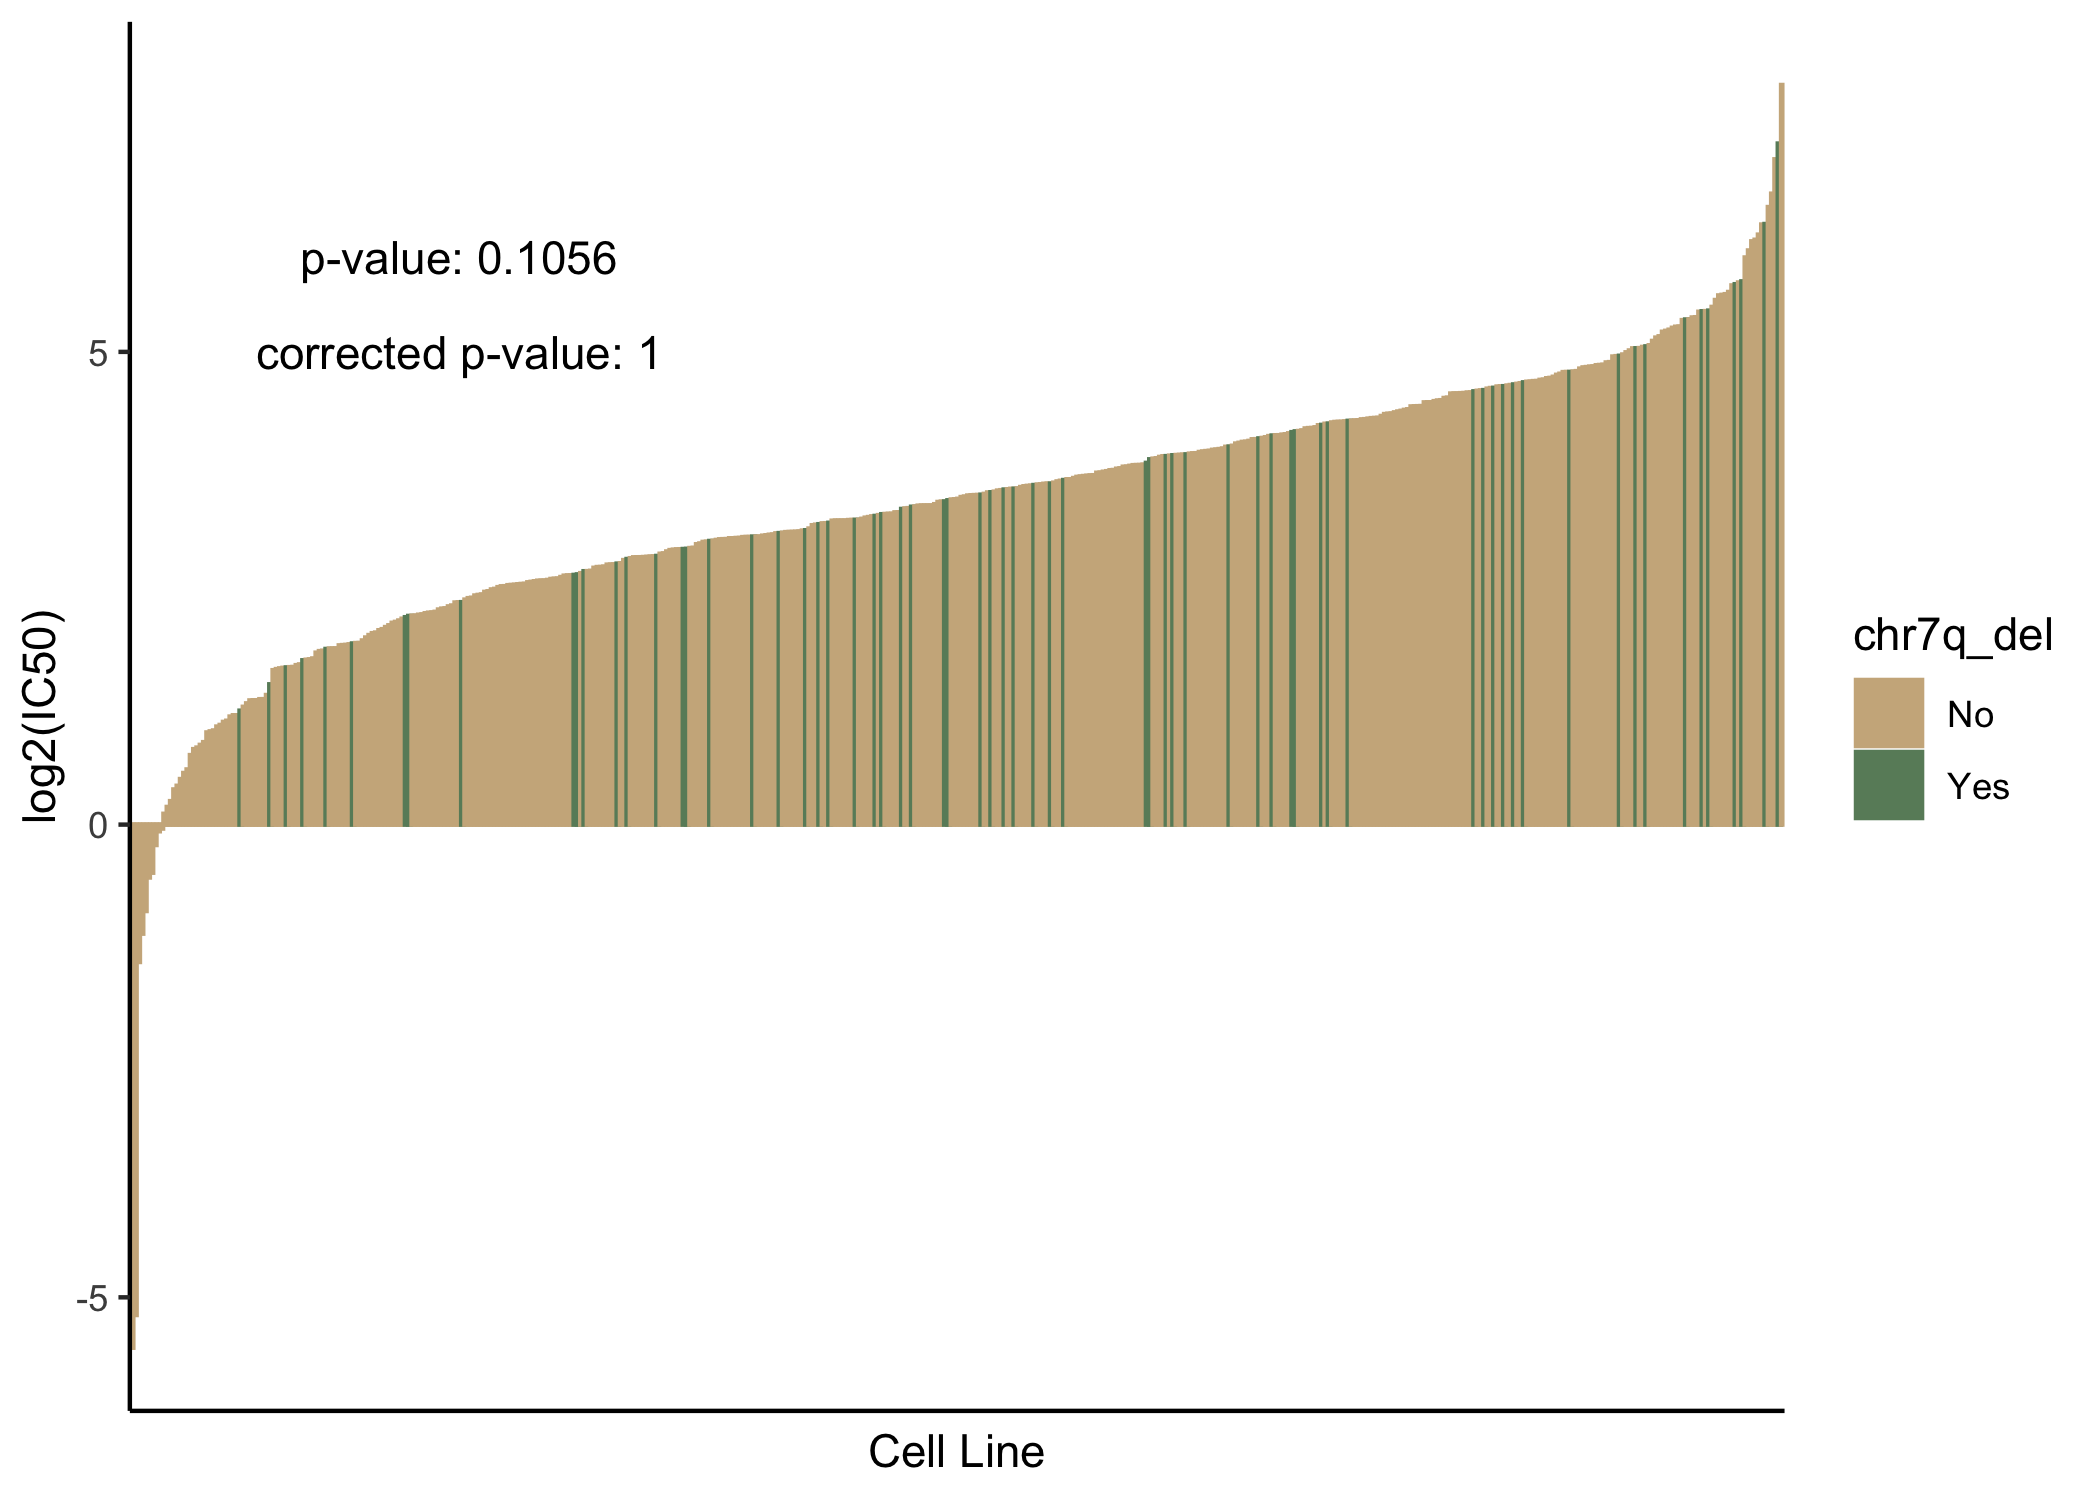 p-value: 0.1056
corrected p-value: 1
5
0
-5
log2(IC50)
Cell Line
chr7q_del
No
Yes